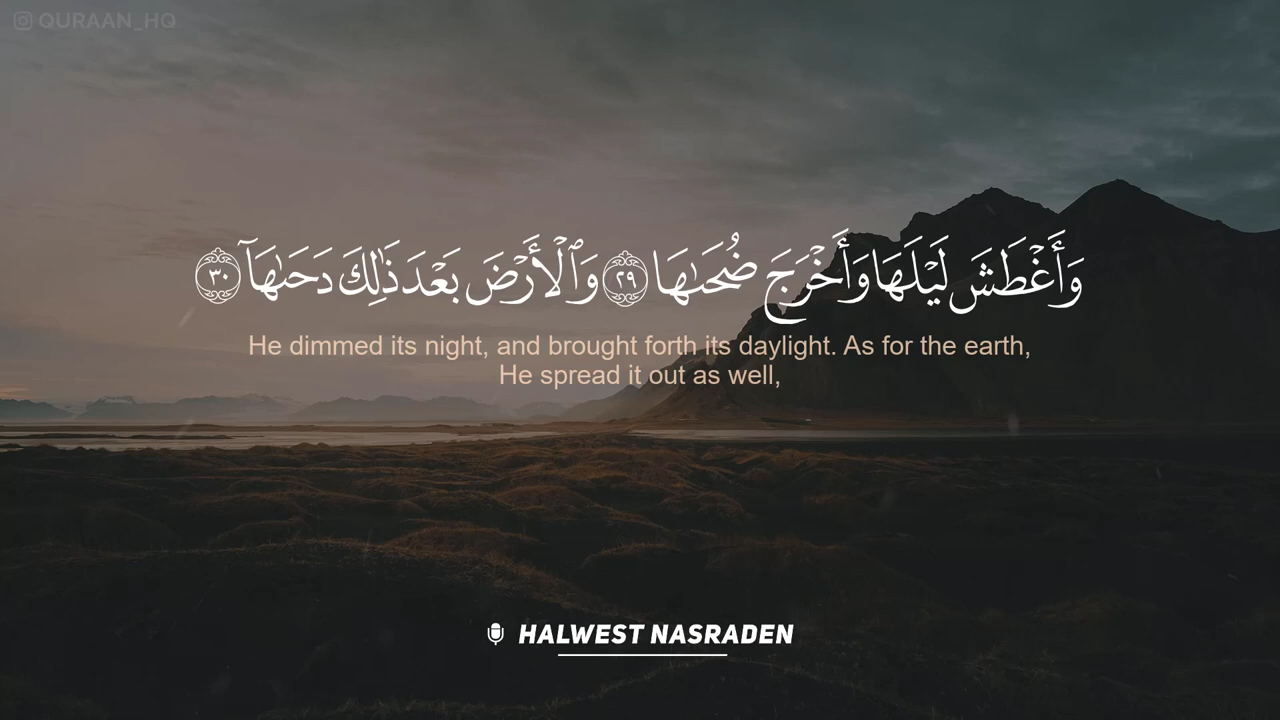 QURAAN_HQ
وَأَغْطَشَ لَيْلَهَا وَأَخْرَجَ ضُحَىٰهَا ٢٩ وَٱلْأَرْضَ بَعْدَ ذَٰلِكَ دَحَىٰهَآ ٣٠
He dimmed its night, and brought forth its daylight. As for the earth,
He spread it out as well,
HALWEST NASRADEN